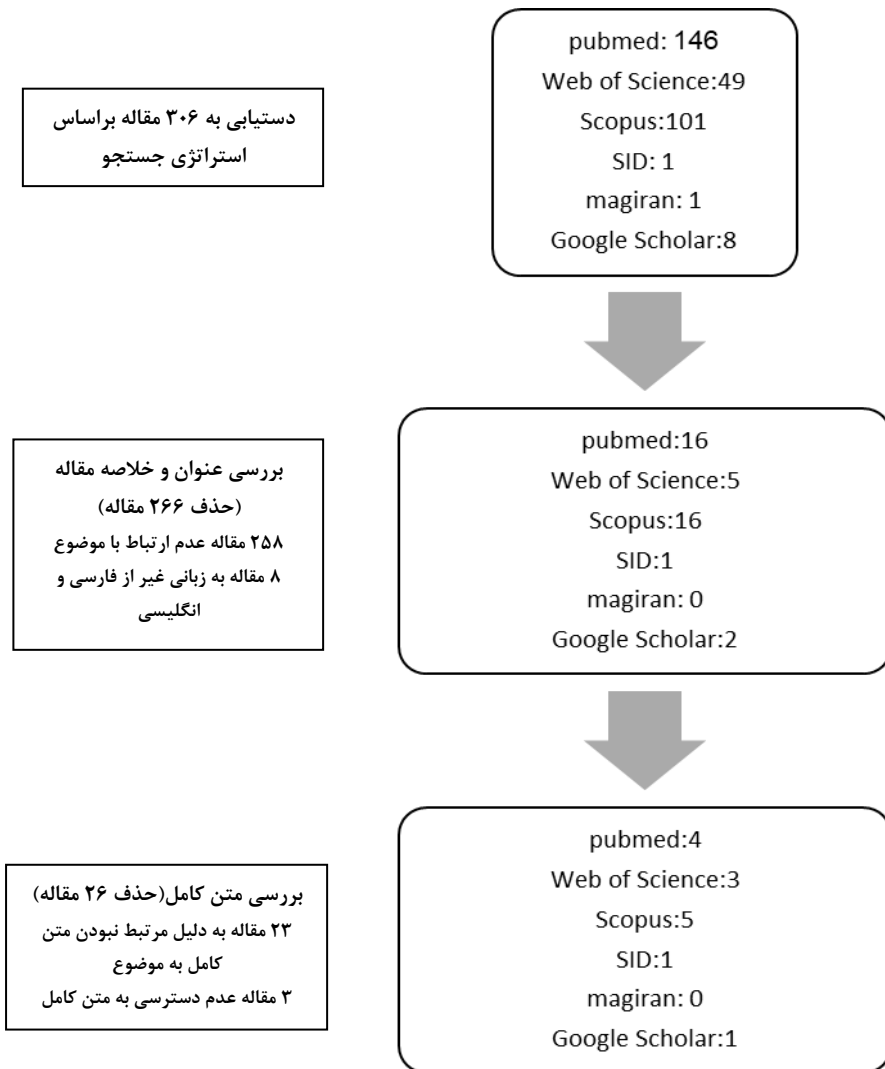 pubmed: 146
Web of Science:49
Scopus:101
SID: 1
magiran: 1
Google Scholar:8
دستیابی به ۳۰۶ مقاله براساس
استراتژی جستجو
pubmed:16
Web of Science:5
Scopus:16
SID:1
magiran: 0
Google Scholar:2
بررسی عنوان و خلاصه مقاله
(حذف ۲۶۶ مقاله)
۲۵۸ مقاله عدم ارتباط با موضوع
۸ مقاله به زبانی غیر از فارسی و
انگلیسی
pubmed:4
Web of Science:3
Scopus:5
SID:1
magiran: 0
Google Scholar:1
بررسی متن کامل(حذف ۲۶ مقاله)
۲۳ مقاله به دلیل مرتبط نبودن متن
کامل به موضوع
۳ مقاله عدم دسترسی به متن کامل